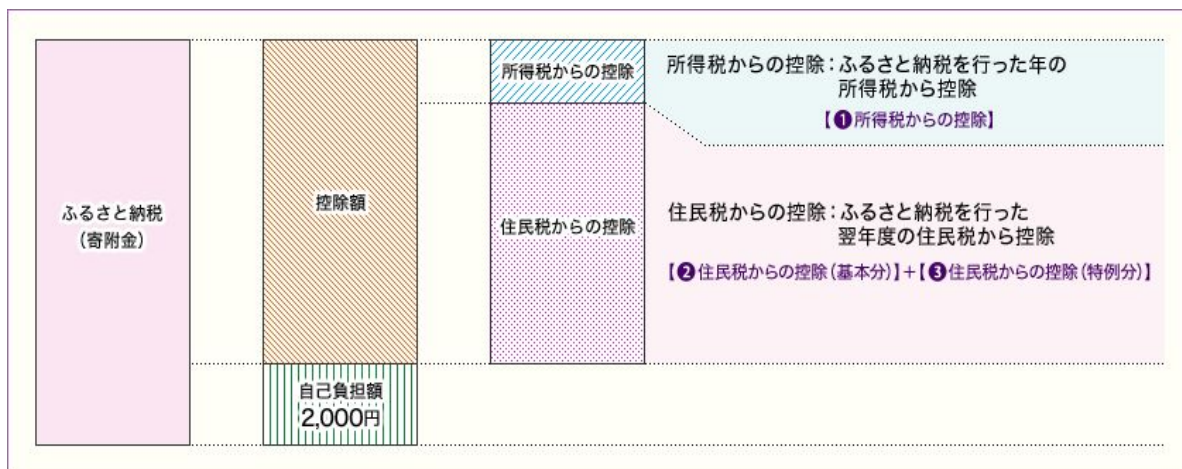 ふるさと納税
(寄附金)
控除額
自己負担額
2,000円
所得税からの控除
住民税からの控除
所得税からの控除:ふるさと納税を行った年の
所得税から控除
【❶所得税からの控除】
住民税からの控除:ふるさと納税を行った
翌年度の住民税から控除
【❷住民税からの控除(基本分)】+【❸住民税からの控除(特例分)】